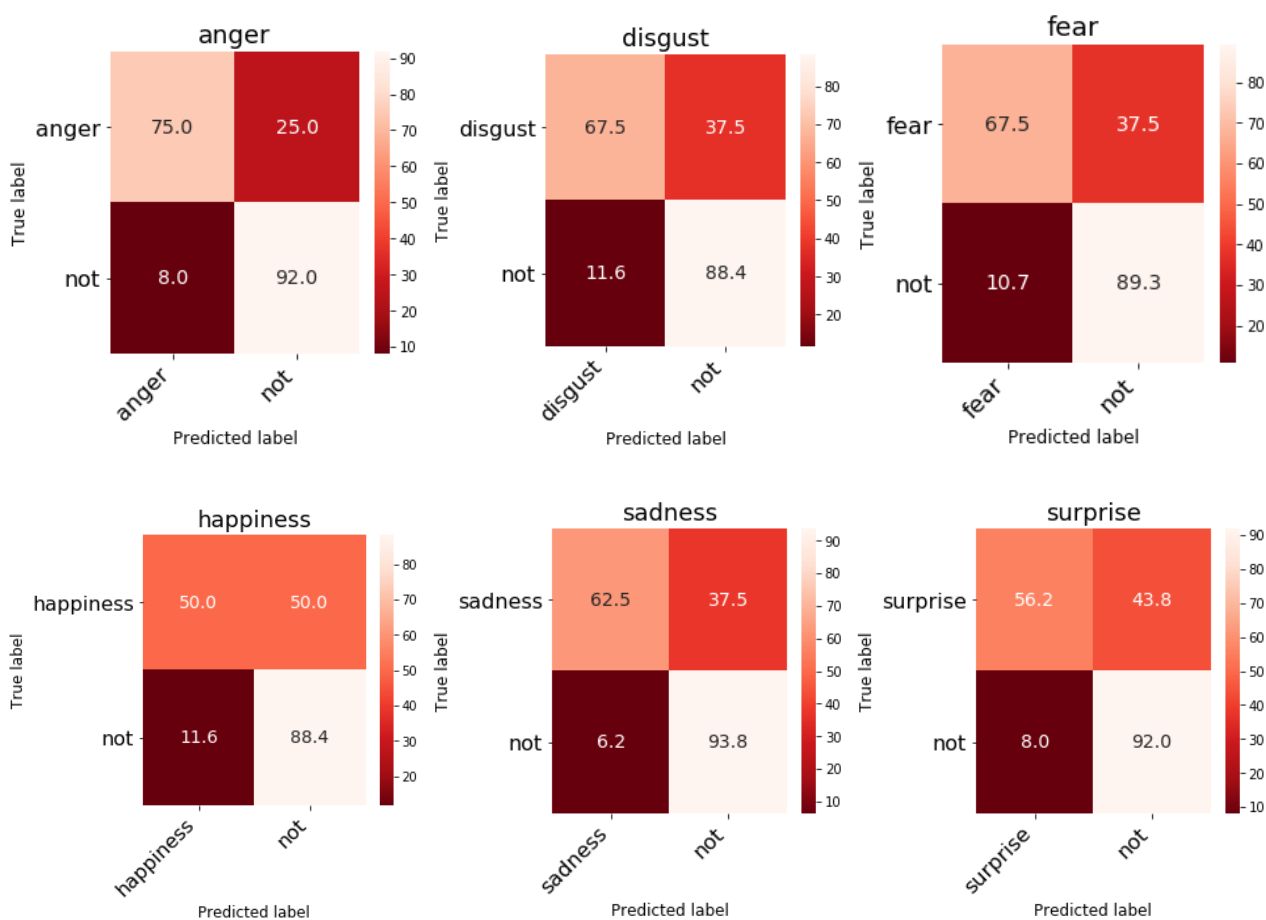 anger
anger 75.0 25.0
not 8.0 92.0
True label
anger not
Predicted label
90
80
70
60
50
40
30
20
10
disgust
disgust 67.5 37.5
not 11.6 88.4
True label
disgust not
Predicted label
80
70
60
50
40
30
20
fear
fear 67.5 37.5
not 10.7 89.3
True label
fear not
Predicted label
80
70
60
50
40
30
20
happiness
happiness 50.0 50.0
not 11.6 88.4
True label
happiness not
Predicted label
80
70
60
50
40
30
20
sadness
sadness 62.5 37.5
not 6.2 93.8
True label
sadness not
Predicted label
90
80
70
60
50
40
30
20
10
surprise
surprise 56.2 43.8
not 8.0 92.0
True label
surprise not
Predicted label
90
80
70
60
50
40
30
20
10